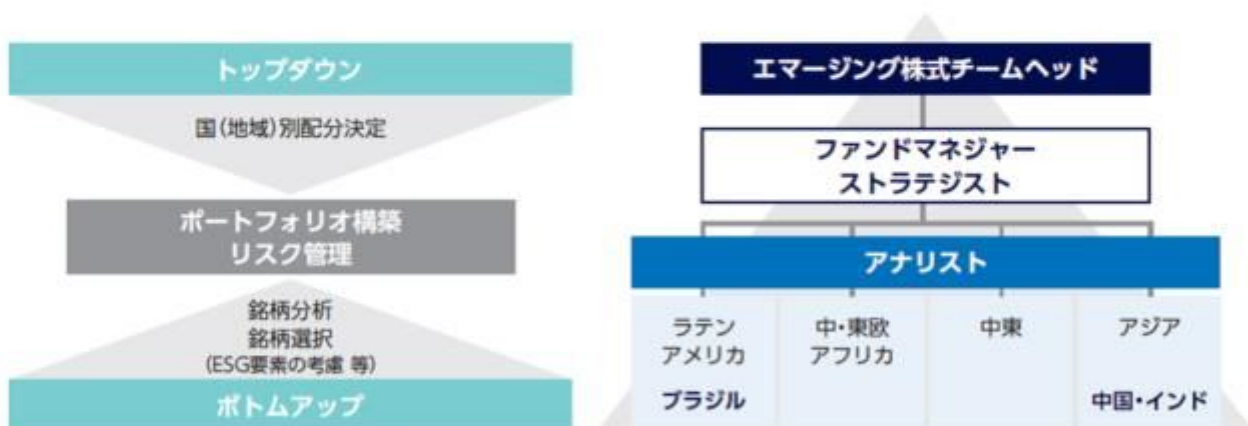 トップダウン
国(地域)別配分決定
ポートフォリオ構築
リスク管理
銘柄分析
銘柄選択
(ESG要素の考慮 等)
ボトムアップ
エマージング株式チームヘッド
ファンドマネジャー
ストラテジスト
アナリスト
ラテン
アメリカ
ブラジル
中・東欧
アフリカ
中東
アジア
中国・インド